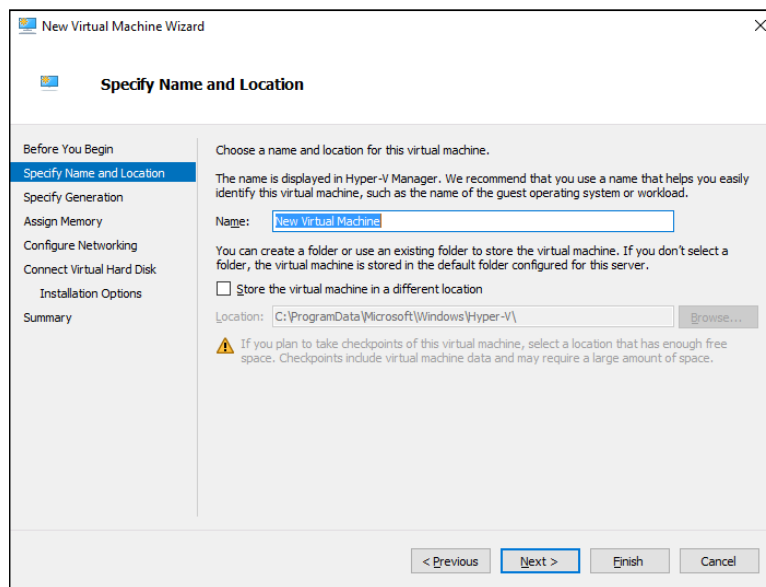 New Virtual Machine Wizard
Specify Name and Location
Before You Begin
Specify Name and Location
Specify Generation
Assign Memory
Configure Networking
Connect Virtual Hard Disk
Installation Options
Summary
Choose a name and location for this virtual machine.
The name is displayed in Hyper-V Manager. We recommend that you use a name that helps you easily
identify this virtual machine, such as the name of the guest operating system or workload.
Name: New Virtual Machine
You can create a folder or use an existing folder to store the virtual machine. If you don't select a
folder, the virtual machine is stored in the default folder configured for this server.
Store the virtual machine in a different location
Location: C:\ProgramData\Microsoft\Windows\Hyper-V\ Browse...
If you plan to take checkpoints of this virtual machine, select a location that has enough free
space. Checkpoints include virtual machine data and may require a large amount of space.
< Previous Next > Finish Cancel